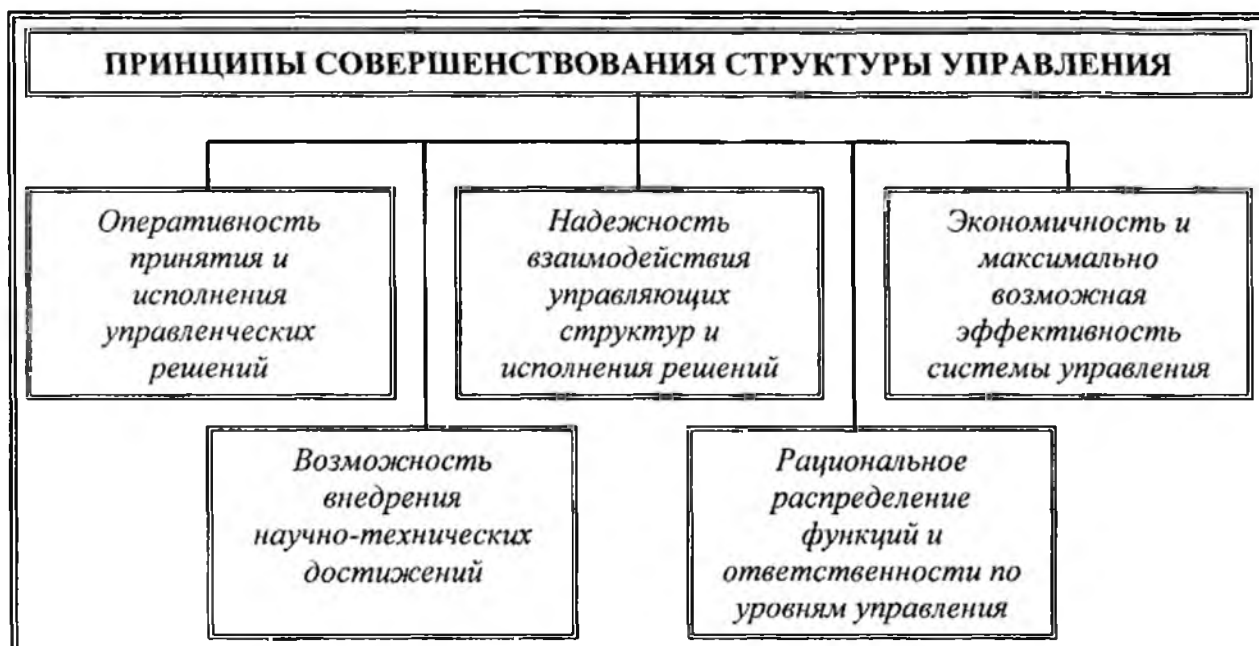 ПРИНЦИПЫ СОВЕРШЕНСТВОВАНИЯ СТРУКТУРЫ УПРАВЛЕНИЯ
Оперативность
принятия и
исполнения
управленческих
решений
Надежность
взаимодействия
управляющих
структур и
исполнения решений
Экономичность и
максимально
возможная
эффективность
системы управления
Возможность
внедрения
научно-технических
достижений
Рациональное
распределение
функций и
ответственности по
уровням управления